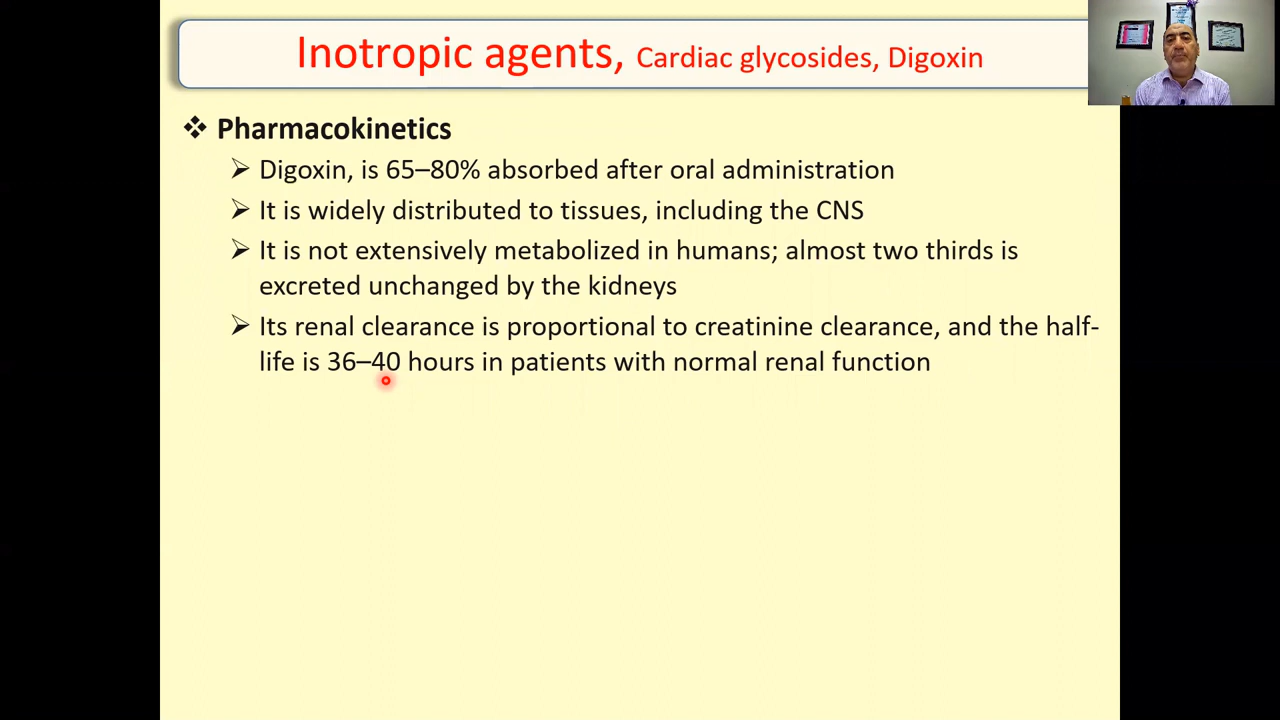 Inotropic agents, Cardiac glycosides, Digoxin
❖ Pharmacokinetics
➢ Digoxin, is 65–80% absorbed after oral administration
➢ It is widely distributed to tissues, including the CNS
➢ It is not extensively metabolized in humans; almost two thirds is
excreted unchanged by the kidneys
➢ Its renal clearance is proportional to creatinine clearance, and the half-
life is 36–40 hours in patients with normal renal function